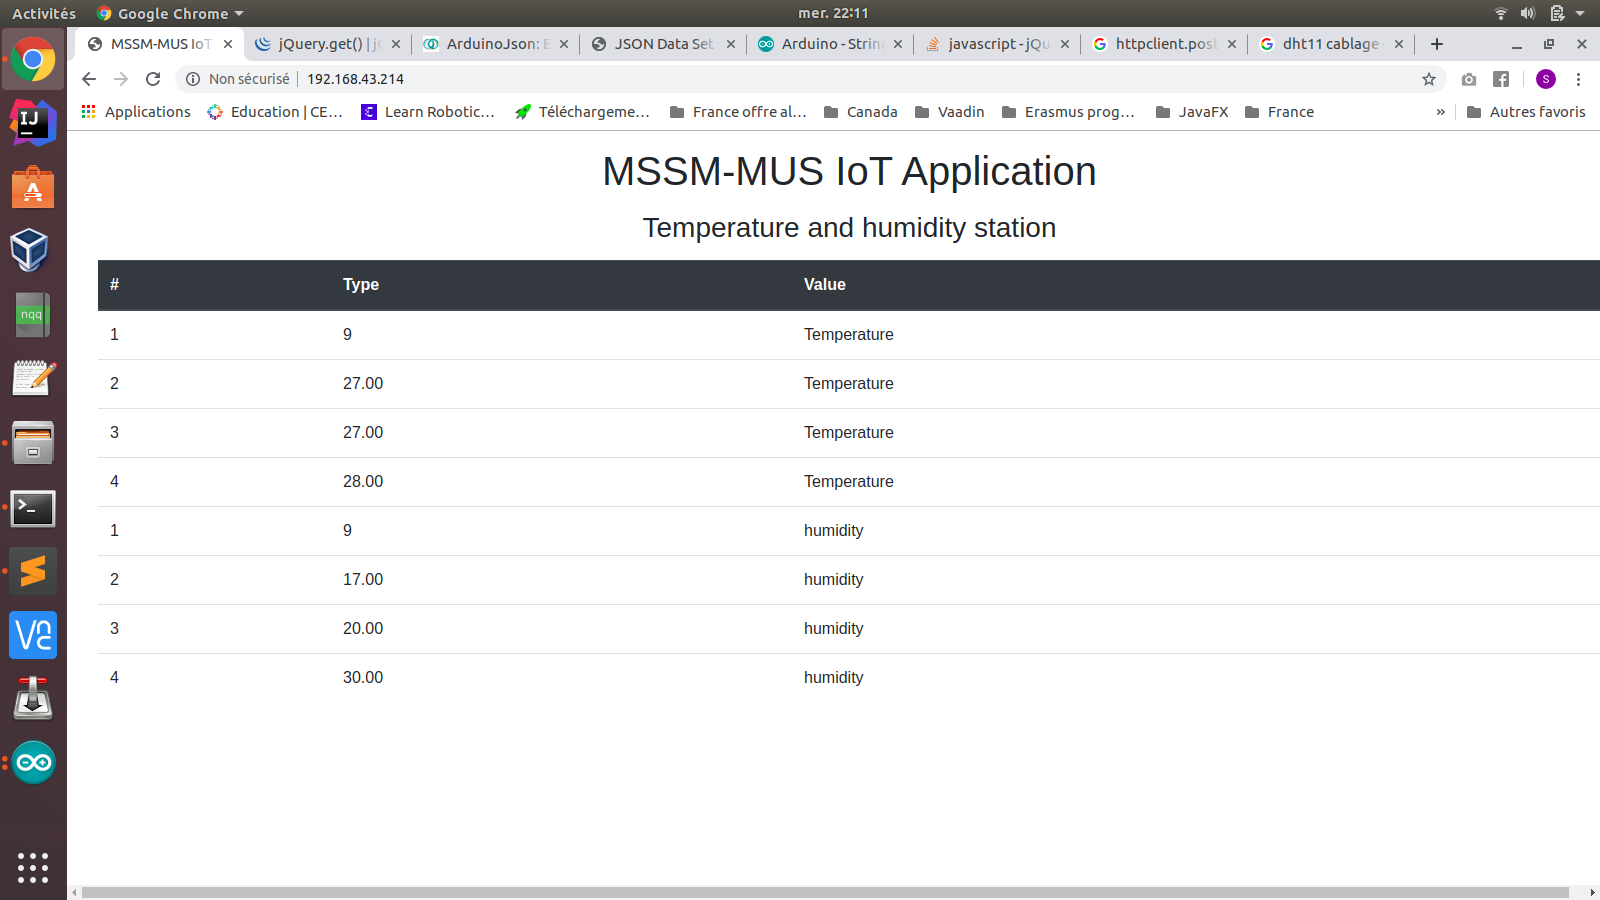 Activités Google Chrome mer. 22:11
MSSM-MUS IoT jQuery.get() | jC ArduinoJson: E JSON Data Set Arduino - String javascript - jQu httpclient.post dht11 cablage
Non sécurisé 192.168.43.214
Applications Education | CE... Learn Robotic... Téléchargeme... France offre al... Canada Vaadin Erasmus prog... JavaFX France » Autres favoris
MSSM-MUS IoT Application
Temperature and humidity station
# Type Value
1 9 Temperature
2 27.00 Temperature
3 27.00 Temperature
4 28.00 Temperature
1 9 humidity
2 17.00 humidity
3 20.00 humidity
4 30.00 humidity
IJ
nqq